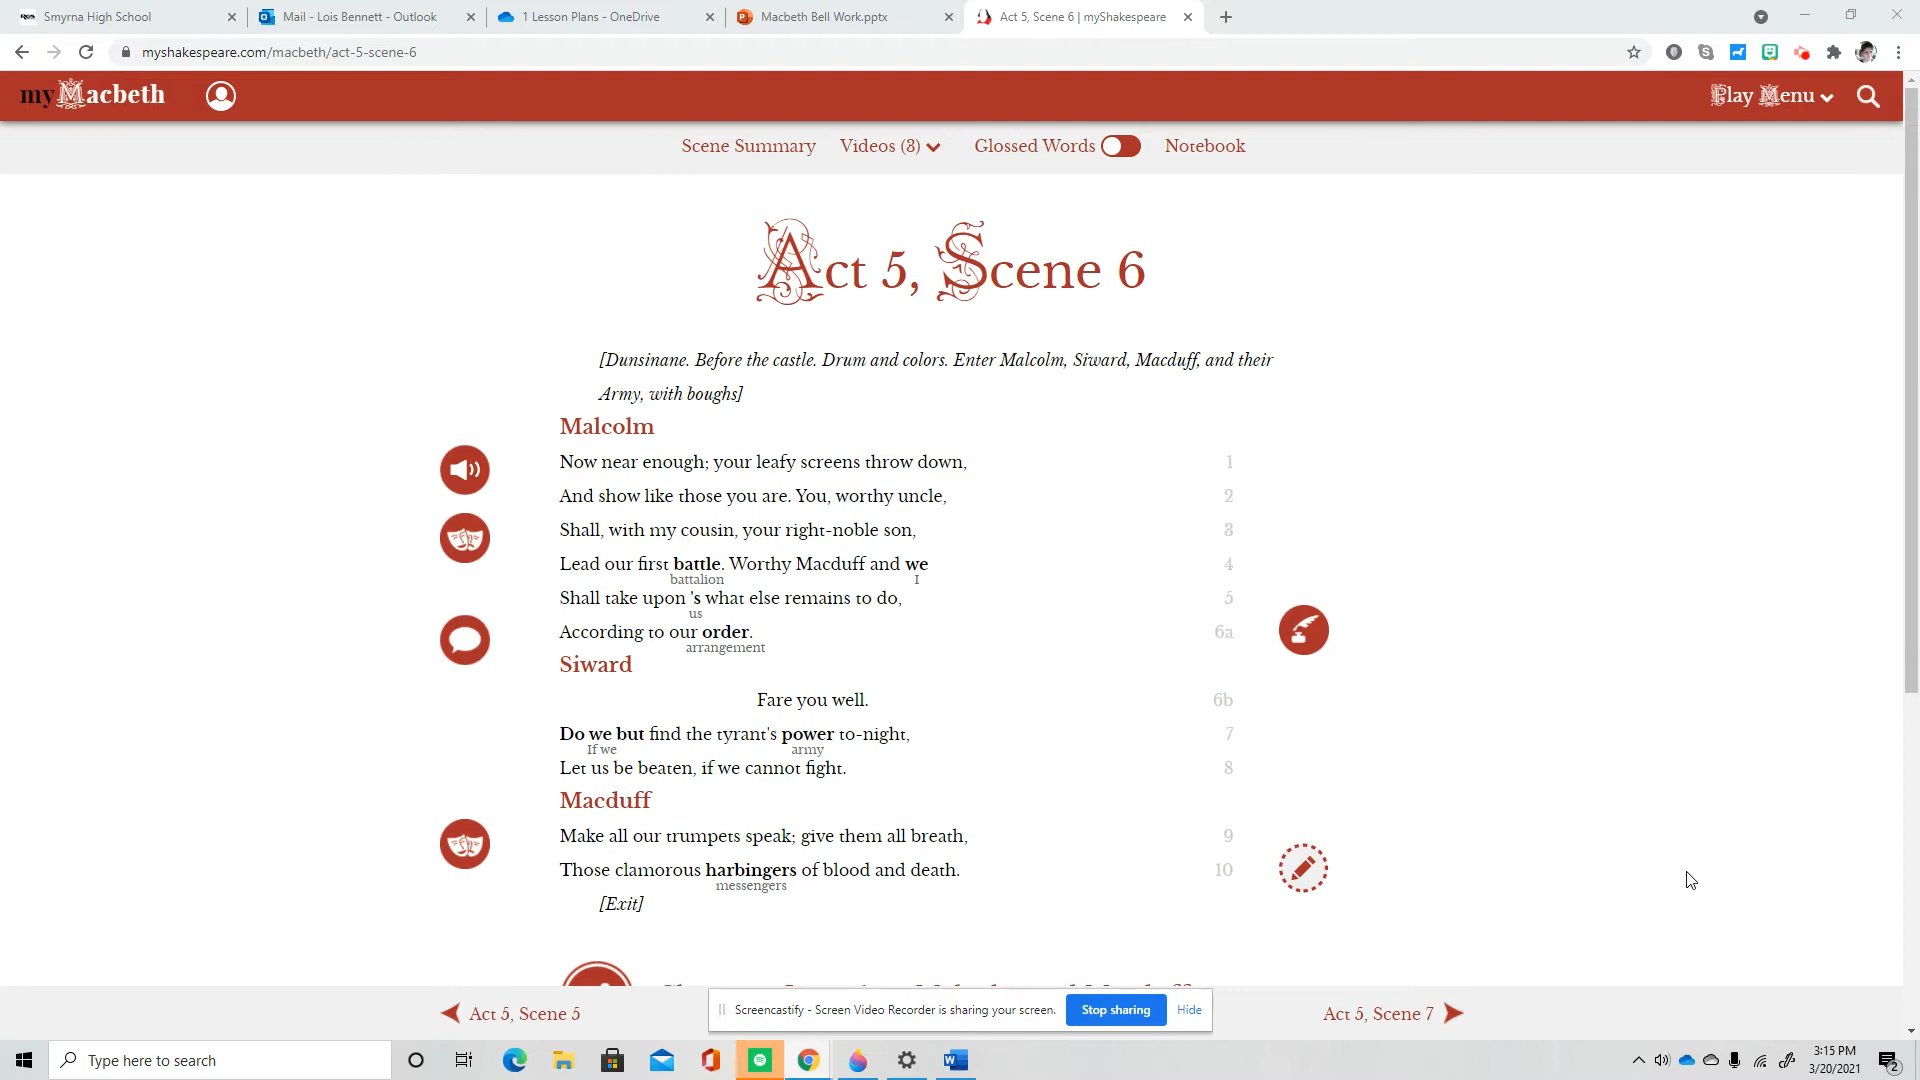 Smyrna High School
Mail - Lois Bennett - Outlook
1 Lesson Plans - OneDrive
Macbeth Bell Work.pptx
Act 5, Scene 6 | myShakespeare
myshakespeare.com/macbeth/act-5-scene-6
myMacbeth
Play Menu
Scene Summary
Videos (3)
Glossed Words
Notebook
Act 5, Scene 6
[Dunsinane. Before the castle. Drum and colors. Enter Malcolm, Siward, Macduff, and their
Army, with boughs]
Malcolm
Now near enough; your leafy screens throw down, 1
And show like those you are. You, worthy uncle, 2
Shall, with my cousin, your right-noble son, 3
Lead our first battle. Worthy Macduff and we 4
battalion I
Shall take upon 's what else remains to do, 5
us
According to our order. 6a
arrangement
Siward
Fare you well. 6b
Do we but find the tyrant's power to-night, 7
If we army
Let us be beaten, if we cannot fight. 8
Macduff
Make all our trumpets speak; give them all breath, 9
Those clamorous harbingers of blood and death. 10
messengers
[Exit]
Act 5, Scene 5
Screencastify - Screen Video Recorder is sharing your screen.
Stop sharing
Hide
Act 5, Scene 7
Type here to search
3:15 PM
3/20/2021
2